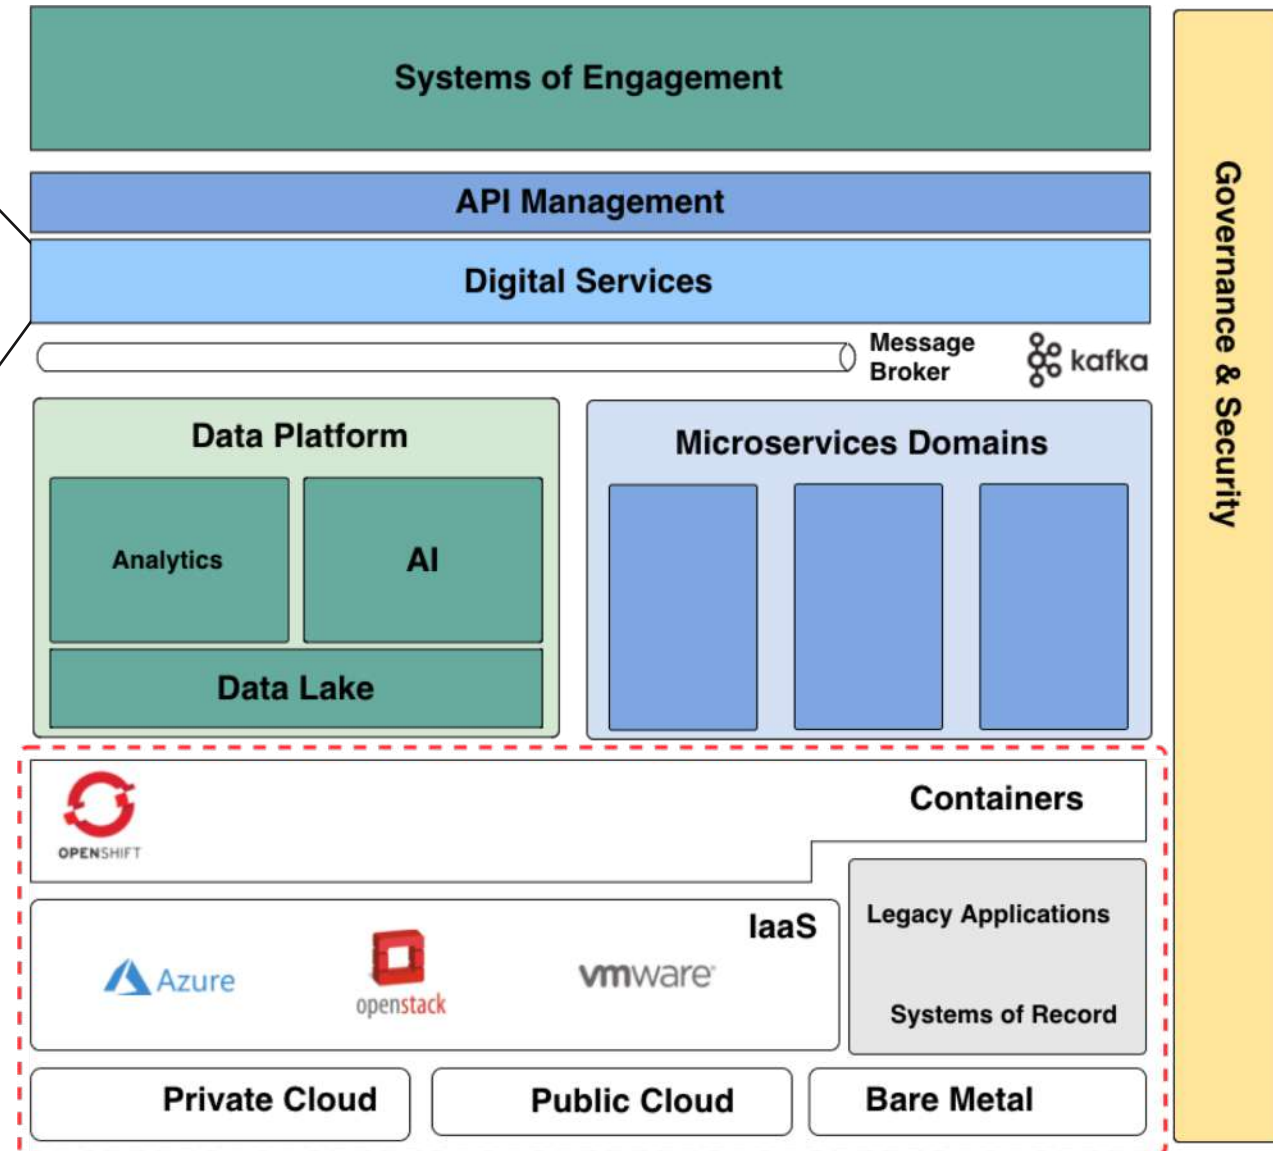 Systems of Engagement
API Management
Digital Services
Message
Broker
kafka
Data Platform
Analytics
AI
Data Lake
Microservices Domains
Containers
OPENSHIFT
IaaS
Azure
openstack
vmware
Legacy Applications
Systems of Record
Private Cloud
Public Cloud
Bare Metal
Governance & Security